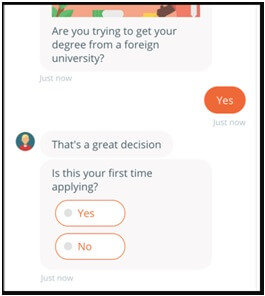 Are you trying to get your
degree from a foreign
university?
Just now
Yes
Just now
That's a great decision
Is this your first time
applying?
Yes
No
Just now